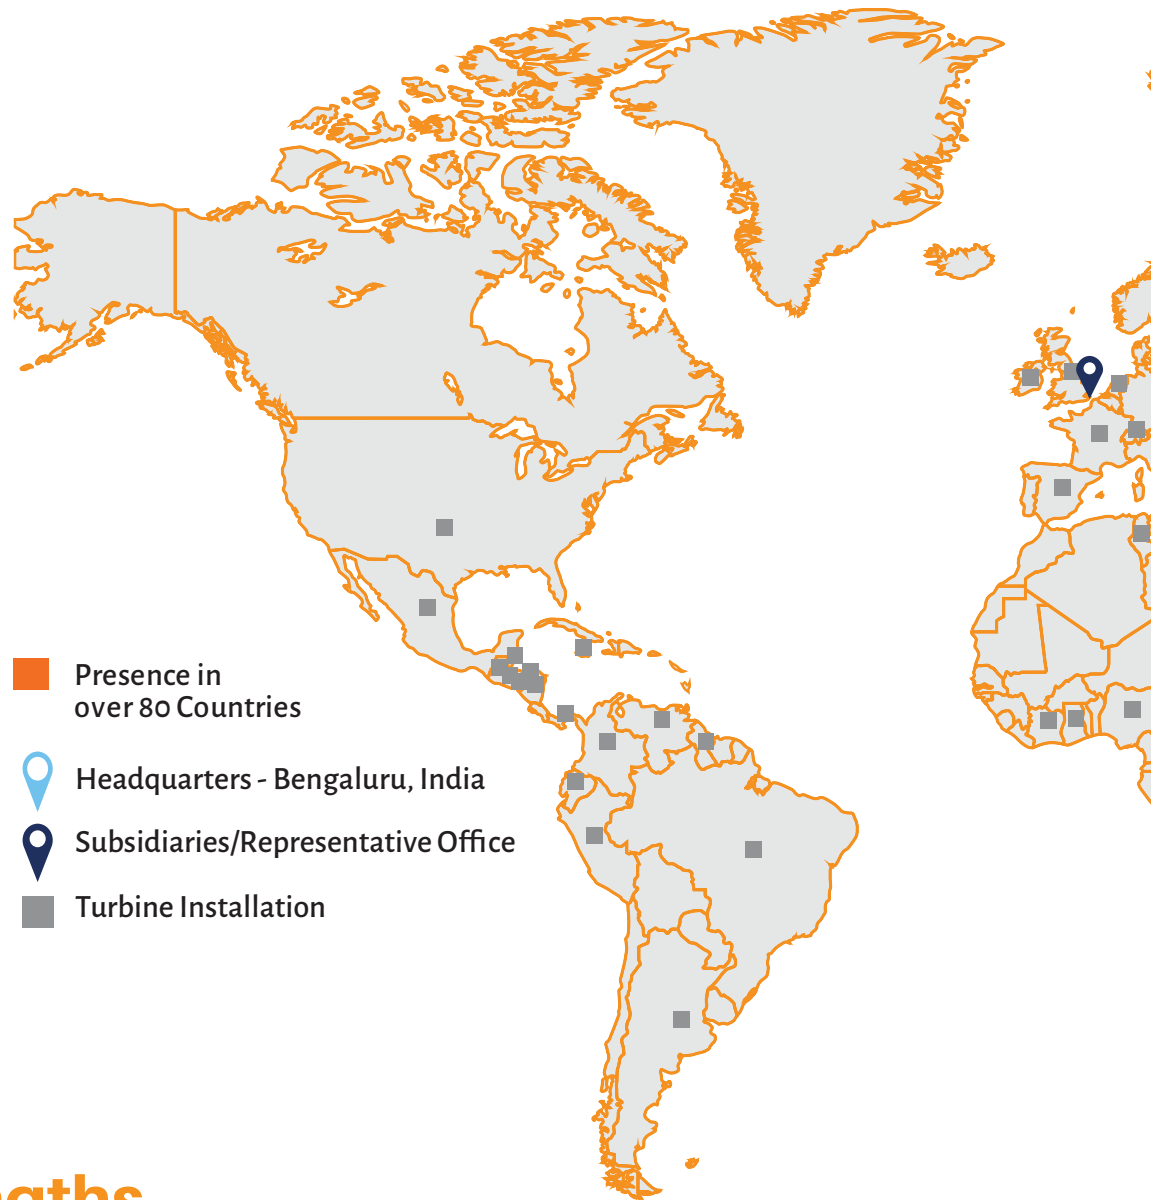 Presence in
over 80 Countries
Headquarters - Bengaluru, India
Subsidiaries/Representative Office
Turbine Installation